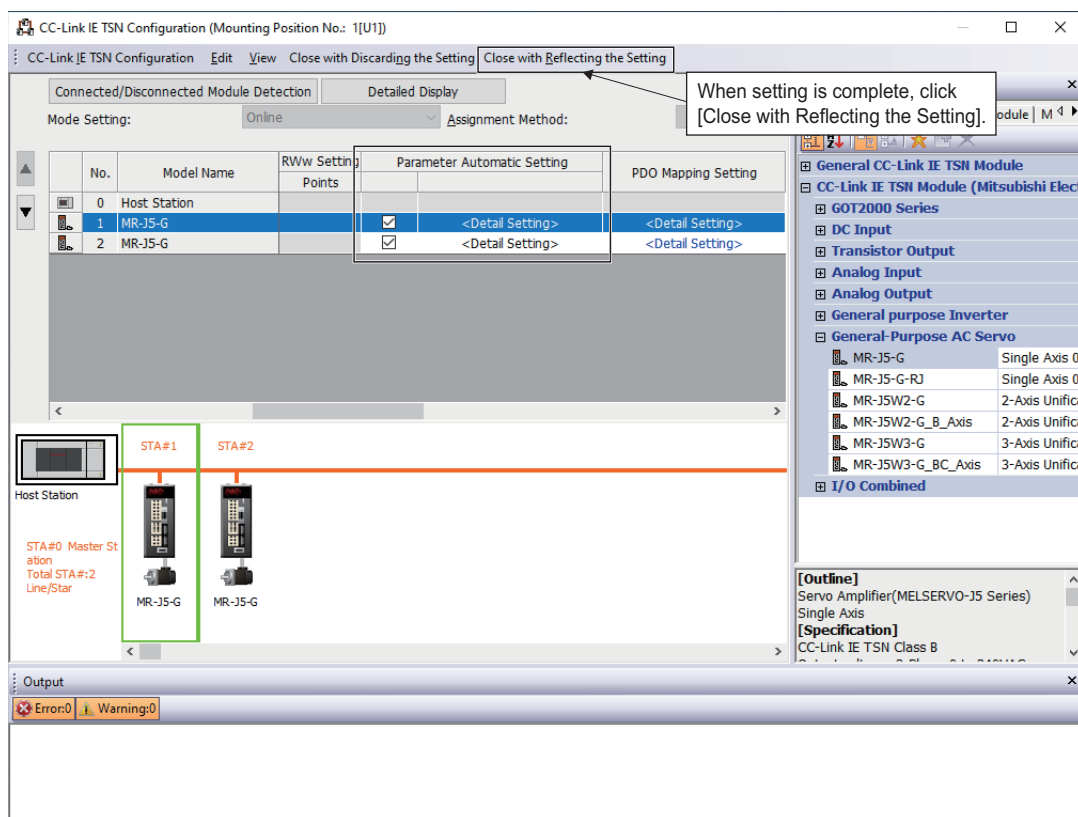 CC-Link IE TSN Configuration (Mounting Position No.: 1[U1])
CC-Link IE TSN Configuration Edit View Close with Discarding the Setting Close with Reflecting the Setting
When setting is complete, click
[Close with Reflecting the Setting].
Connected/Disconnected Module Detection Detailed Display
Mode Setting: Online Assignment Method:
odule M
No. Model Name RWw Setting Parameter Automatic Setting PDO Mapping Setting
Points
0 Host Station
1 MR-J5-G <Detail Setting> <Detail Setting>
2 MR-J5-G <Detail Setting> <Detail Setting>
General CC-Link IE TSN Module
CC-Link IE TSN Module (Mitsubishi Elect
GOT2000 Series
DC Input
Transistor Output
Analog Input
Analog Output
General purpose Inverter
General-Purpose AC Servo
MR-J5-G Single Axis
MR-J5-G-RJ Single Axis
MR-J5W2-G 2-Axis Unifica
MR-J5W2-G_B_Axis 2-Axis Unifica
MR-J5W3-G 3-Axis Unifica
MR-J5W3-G_BC_Axis 3-Axis Unifica
I/O Combined
STA#1 STA#2
Host Station
STA#0 Master St
ation
Total STA#:2
Line/Star
MR-J5-G MR-J5-G
[Outline]
Servo Amplifier(MELSERVO-J5 Series)
Single Axis
[Specification]
CC-Link IE TSN Class B
Output
Error:0 Warning:0